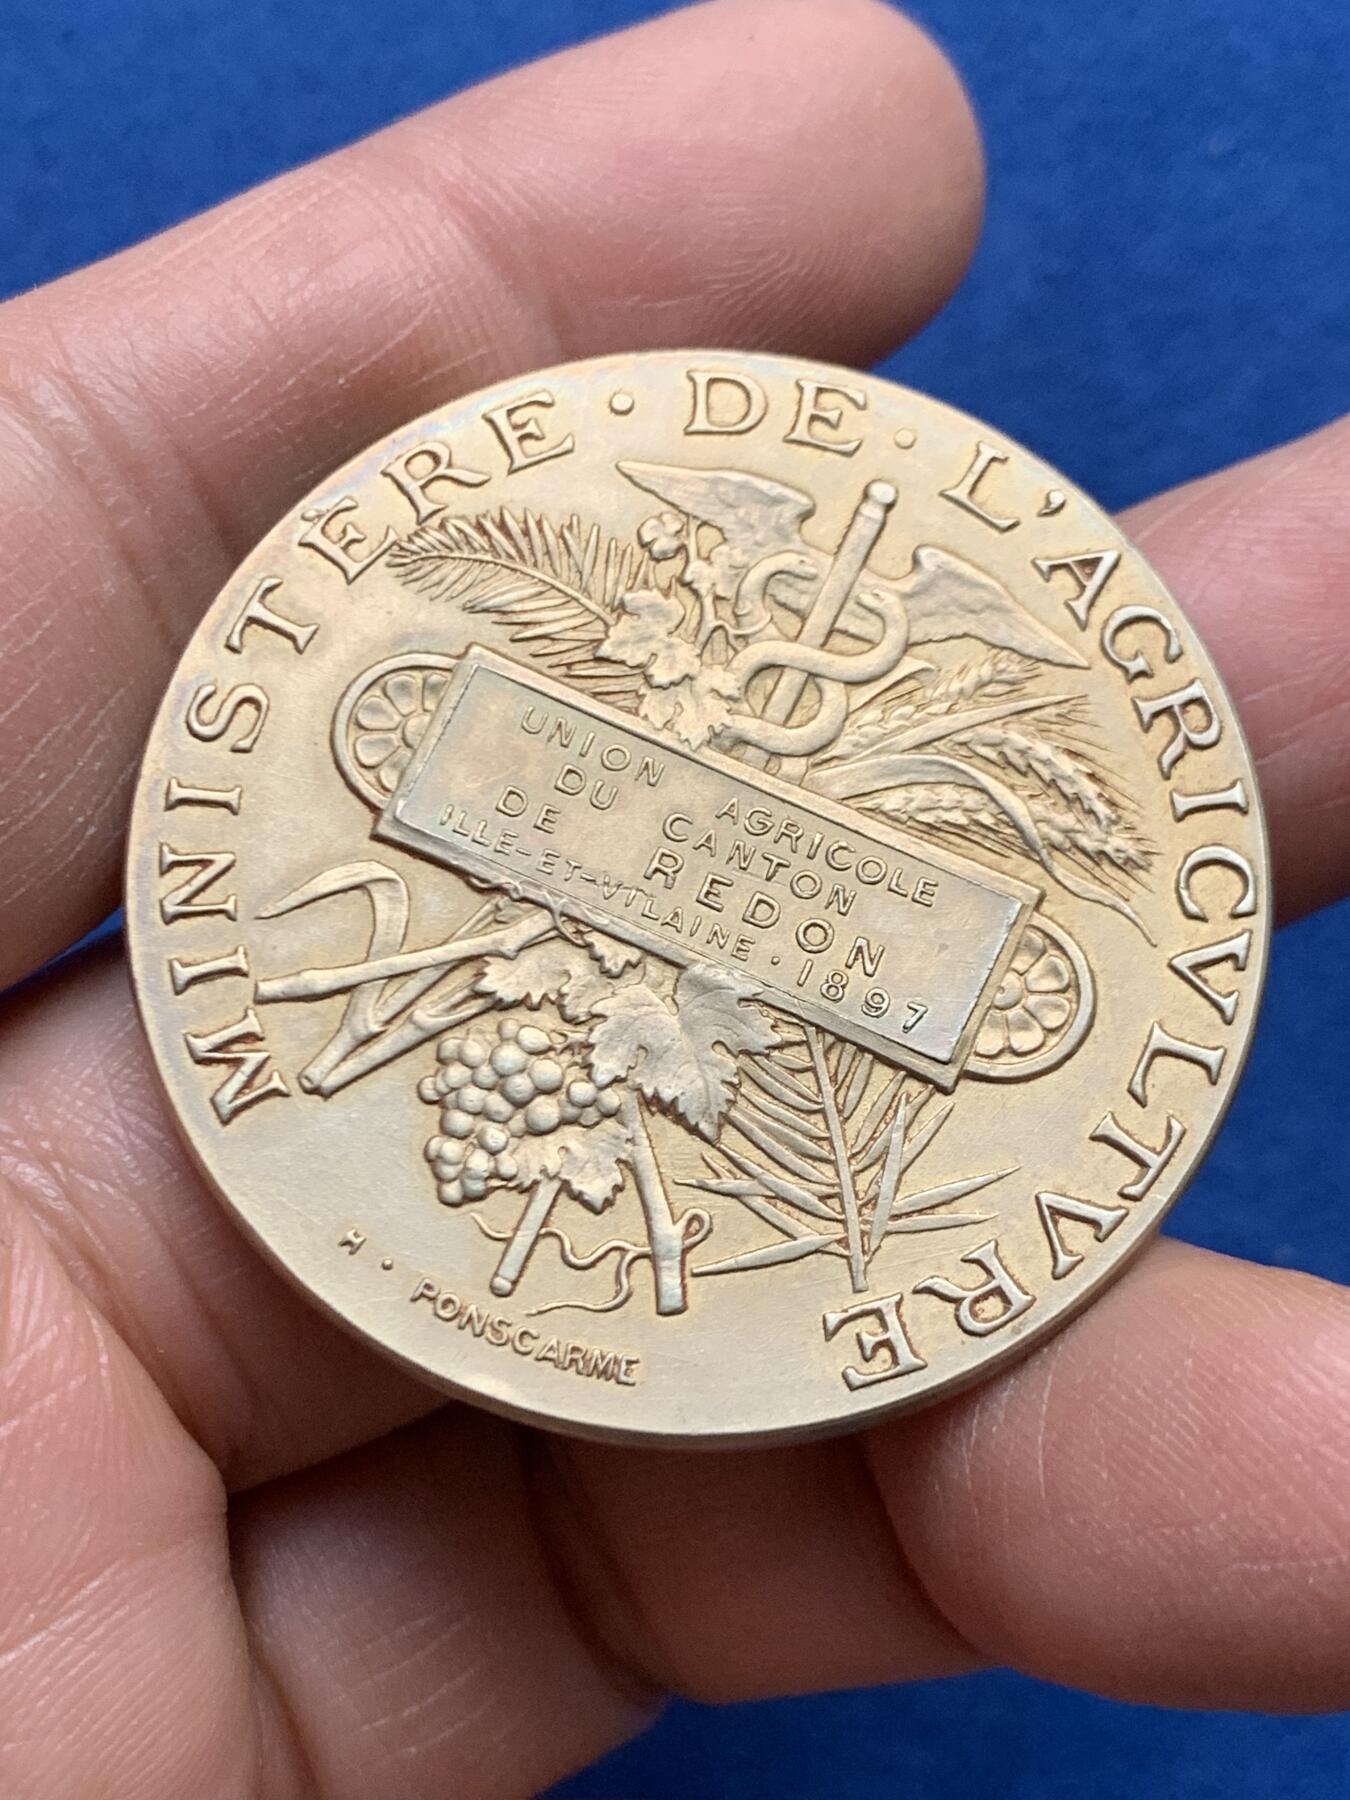 MINISTÈRE · DE · L'AGRICVLTVRE
UNION AGRICOLE
DU CANTON
DE REDON
ILLE-ET-VILAINE · 1897
H · PONSCARME